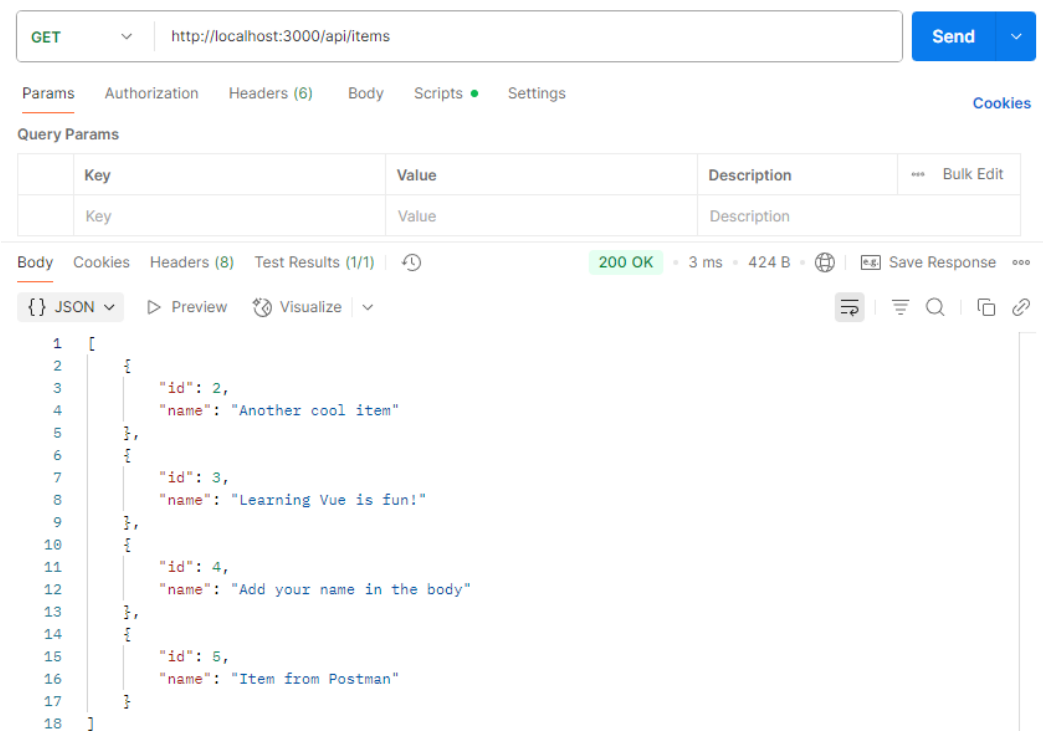 GET http://localhost:3000/api/items Send
Params Authorization Headers (6) Body Scripts Settings Cookies
Query Params
Key Value Description Bulk Edit
Key Value Description
Body Cookies Headers (8) Test Results (1/1) 200 OK 3 ms 424 B e.g. Save Response
{} JSON Preview Visualize
1 [
2 {
3 "id": 2,
4 "name": "Another cool item"
5 },
6 {
7 "id": 3,
8 "name": "Learning Vue is fun!"
9 },
10 {
11 "id": 4,
12 "name": "Add your name in the body"
13 },
14 {
15 "id": 5,
16 "name": "Item from Postman"
17 }
18 ]